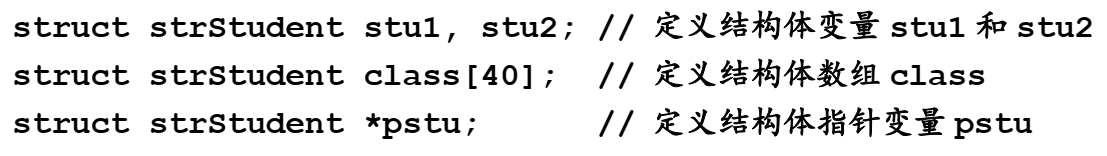 struct strStudent stu1, stu2; // 定义结构体变量 stu1 和 stu2
struct strStudent class[40]; // 定义结构体数组 class
struct strStudent *pstu; // 定义结构体指针变量 pstu